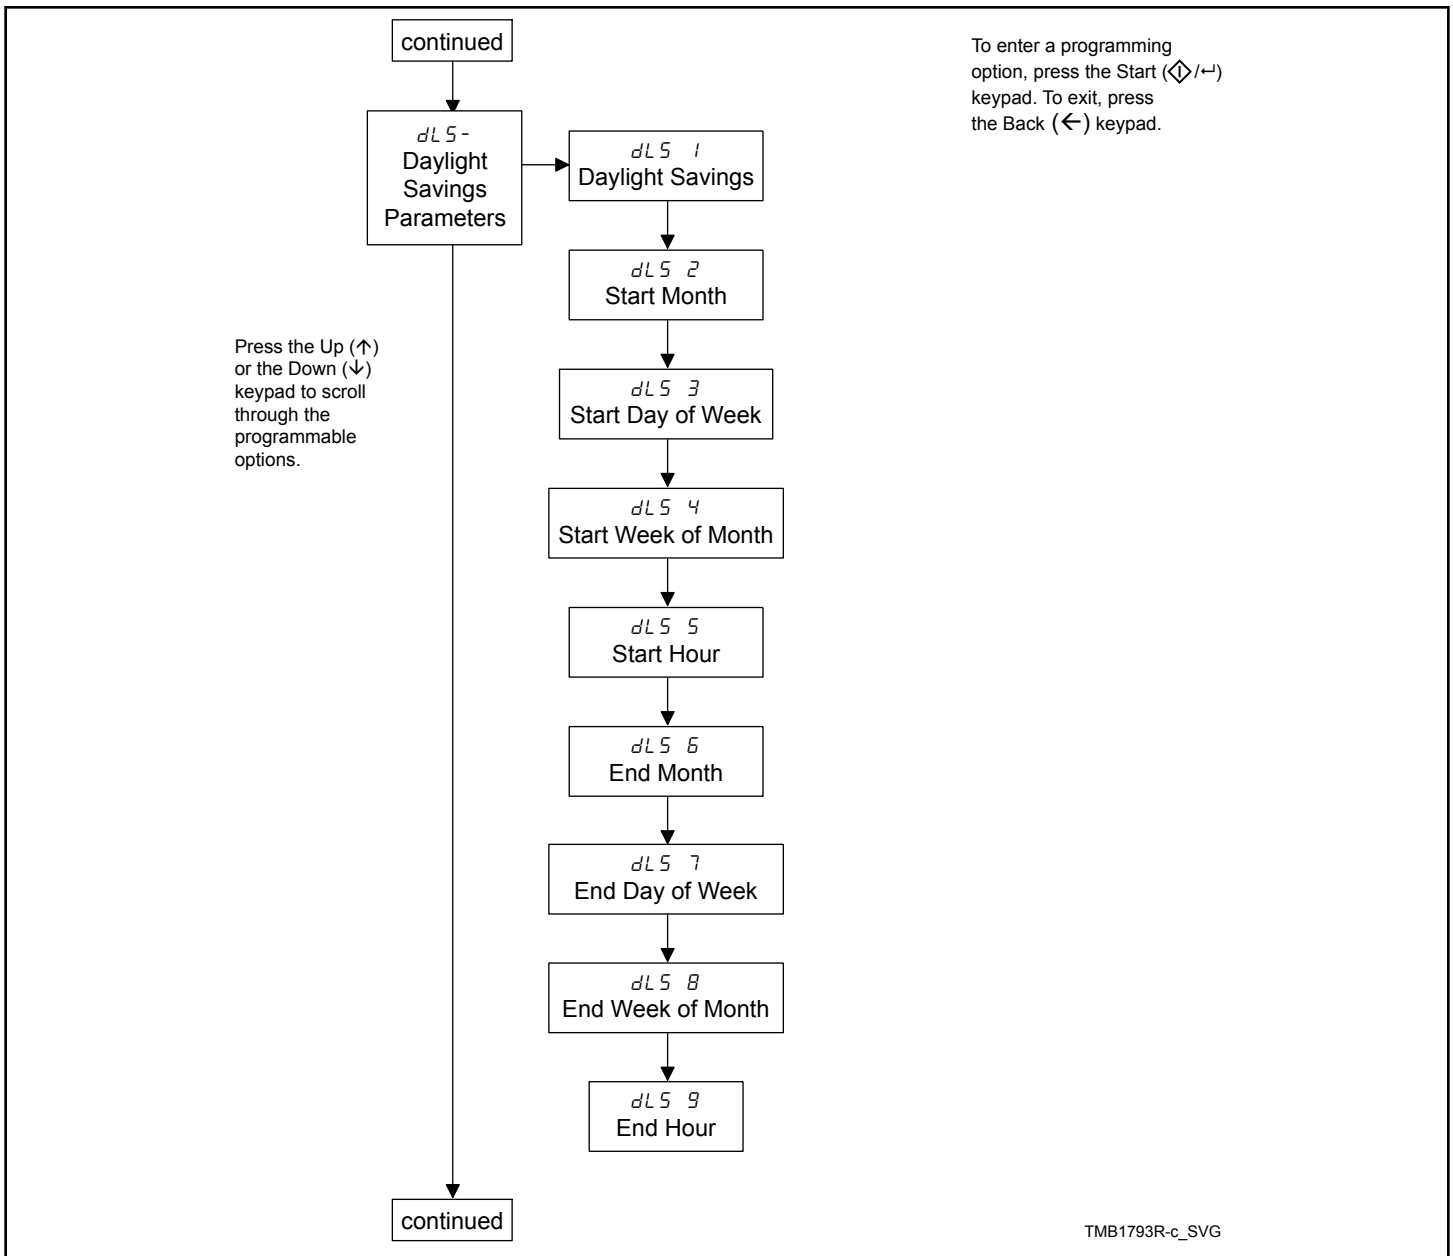 continued
To enter a programming
option, press the Start (/↵)
keypad. To exit, press
the Back (←) keypad.
dLS-
Daylight
Savings
Parameters
dLS 1
Daylight Savings
dLS 2
Start Month
Press the Up (↑)
or the Down (↓)
keypad to scroll
through the
programmable
options.
dLS 3
Start Day of Week
dLS 4
Start Week of Month
dLS 5
Start Hour
dLS 6
End Month
dLS 7
End Day of Week
dLS 8
End Week of Month
dLS 9
End Hour
continued
TMB1793R-c_SVG